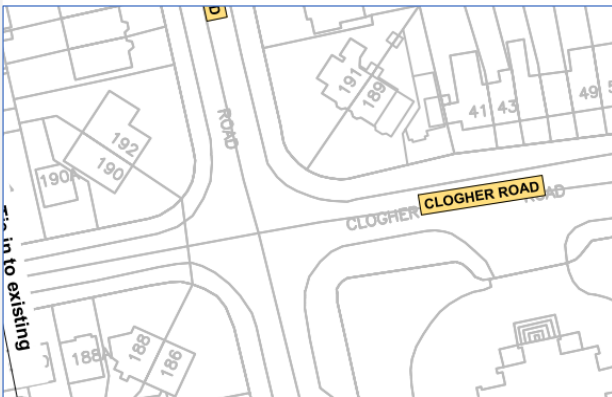 D
ROAD
191
189
41
43
49
192
190
190A
CLOGHER ROAD
CLOGHER ROAD
Tie in to existing
188A
188
186